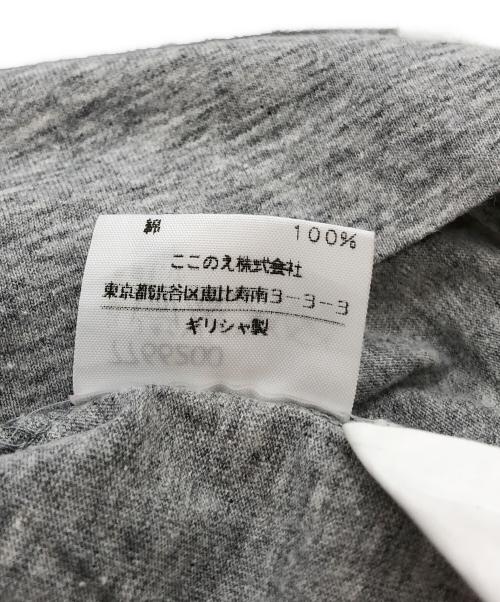 綿 100%
ここのえ株式会社
東京都渋谷区恵比寿南3-3-3
ギリシャ製